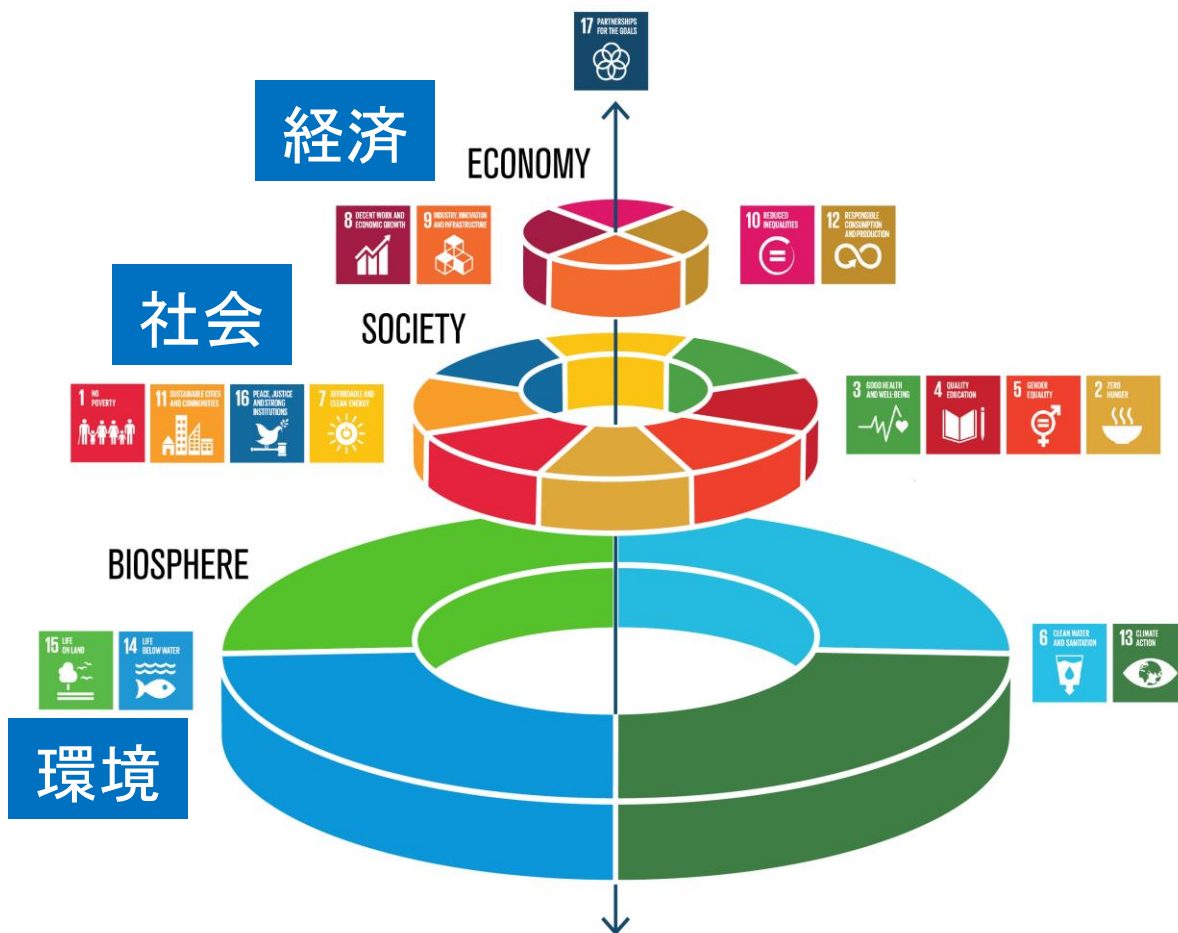 17 PARTNERSHIPS
FOR THE GOALS
経済
ECONOMY
8 DECENT WORK AND
ECONOMIC GROWTH
9 INDUSTRY, INNOVATION
AND INFRASTRUCTURE
10 REDUCED
INEQUALITIES
12 RESPONSIBLE
CONSUMPTION
AND PRODUCTION
社会
SOCIETY
1 NO
POVERTY
11 SUSTAINABLE CITIES
AND COMMUNITIES
16 PEACE, JUSTICE
AND STRONG
INSTITUTIONS
7 AFFORDABLE AND
CLEAN ENERGY
3 GOOD HEALTH
AND WELL-BEING
4 QUALITY
EDUCATION
5 GENDER
EQUALITY
2 ZERO
HUNGER
BIOSPHERE
15 LIFE
ON LAND
14 LIFE
BELOW WATER
6 CLEAN WATER
AND SANITATION
13 CLIMATE
ACTION
環境